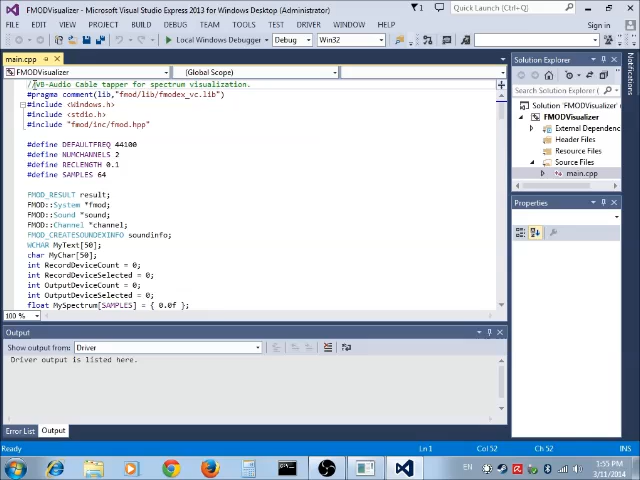 FMODVisualizer - Microsoft Visual Studio Express 2013 for Windows Desktop (Administrator)
1
Quick Launch (Ctrl+Q)
FILE EDIT VIEW PROJECT BUILD DEBUG TEAM TOOLS TEST DRIVER WINDOW HELP
Sign in
Local Windows Debugger Debug Win32
main.cpp
FMODVisualizer (Global Scope)
//VB-Audio Cable tapper for spectrum visualization.
#pragma comment(lib,"fmod/lib/fmodex_vc.lib")
#include <Windows.h>
#include <stdio.h>
#include "fmod/inc/fmod.hpp"
#define DEFAULTFREQ 44100
#define NUMCHANNELS 2
#define RECLENGTH 0.1
#define SAMPLES 64
FMOD_RESULT result;
FMOD::System *fmod;
FMOD::Sound *sound;
FMOD::Channel *channel;
FMOD_CREATESOUNDEXINFO soundinfo;
WCHAR MyText[50];
char MyChar[50];
int RecordDeviceCount = 0;
int RecordDeviceSelected = 0;
int OutputDeviceCount = 0;
int OutputDeviceSelected = 0;
float MySpectrum[SAMPLES] = { 0.0f };
100 %
Solution Explorer
Search Solution Explorer
Solution 'FMODVisualizer' (1
FMODVisualizer
External Dependenc
Header Files
Resource Files
Source Files
main.cpp
Properties
Notifications
Output
Show output from: Driver
Driver output is listed here.
Error List Output
Ready Ln 1 Col 52 Ch 52 INS
EN
1:55 PM
3/11/2014